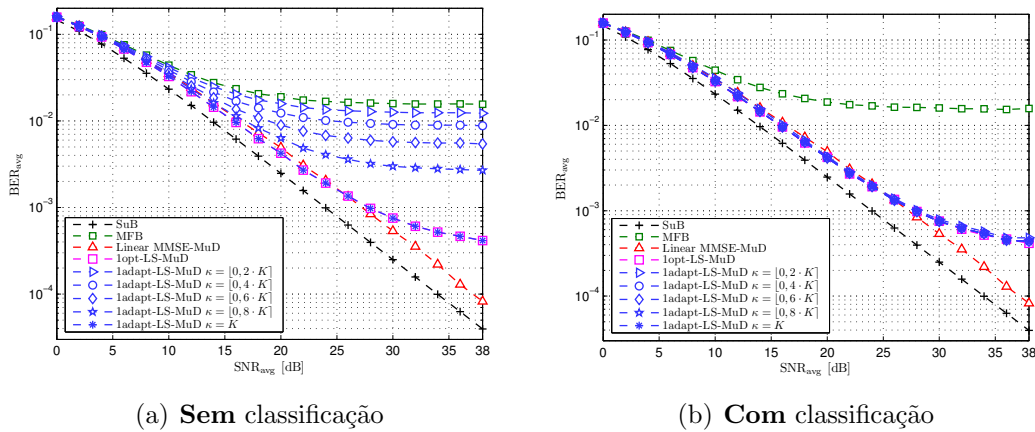 10⁻¹
10⁻²
10⁻³
10⁻⁴
BER_avg
SuB
MFB
Linear MMSE-MuD
1opt-LS-MuD
1adapt-LS-MuD κ = ⌊0,2 · K⌉
1adapt-LS-MuD κ = ⌊0,4 · K⌉
1adapt-LS-MuD κ = ⌊0,6 · K⌉
1adapt-LS-MuD κ = ⌊0,8 · K⌉
1adapt-LS-MuD κ = K
0 5 10 15 20 25 30 35 38
SNR_avg [dB]
(a) Sem classificação
10⁻¹
10⁻²
10⁻³
10⁻⁴
BER_avg
SuB
MFB
Linear MMSE-MuD
1opt-LS-MuD
1adapt-LS-MuD κ = ⌊0,2 · K⌉
1adapt-LS-MuD κ = ⌊0,4 · K⌉
1adapt-LS-MuD κ = ⌊0,6 · K⌉
1adapt-LS-MuD κ = ⌊0,8 · K⌉
1adapt-LS-MuD κ = K
0 5 10 15 20 25 30 35 38
SNR_avg [dB]
(b) Com classificação